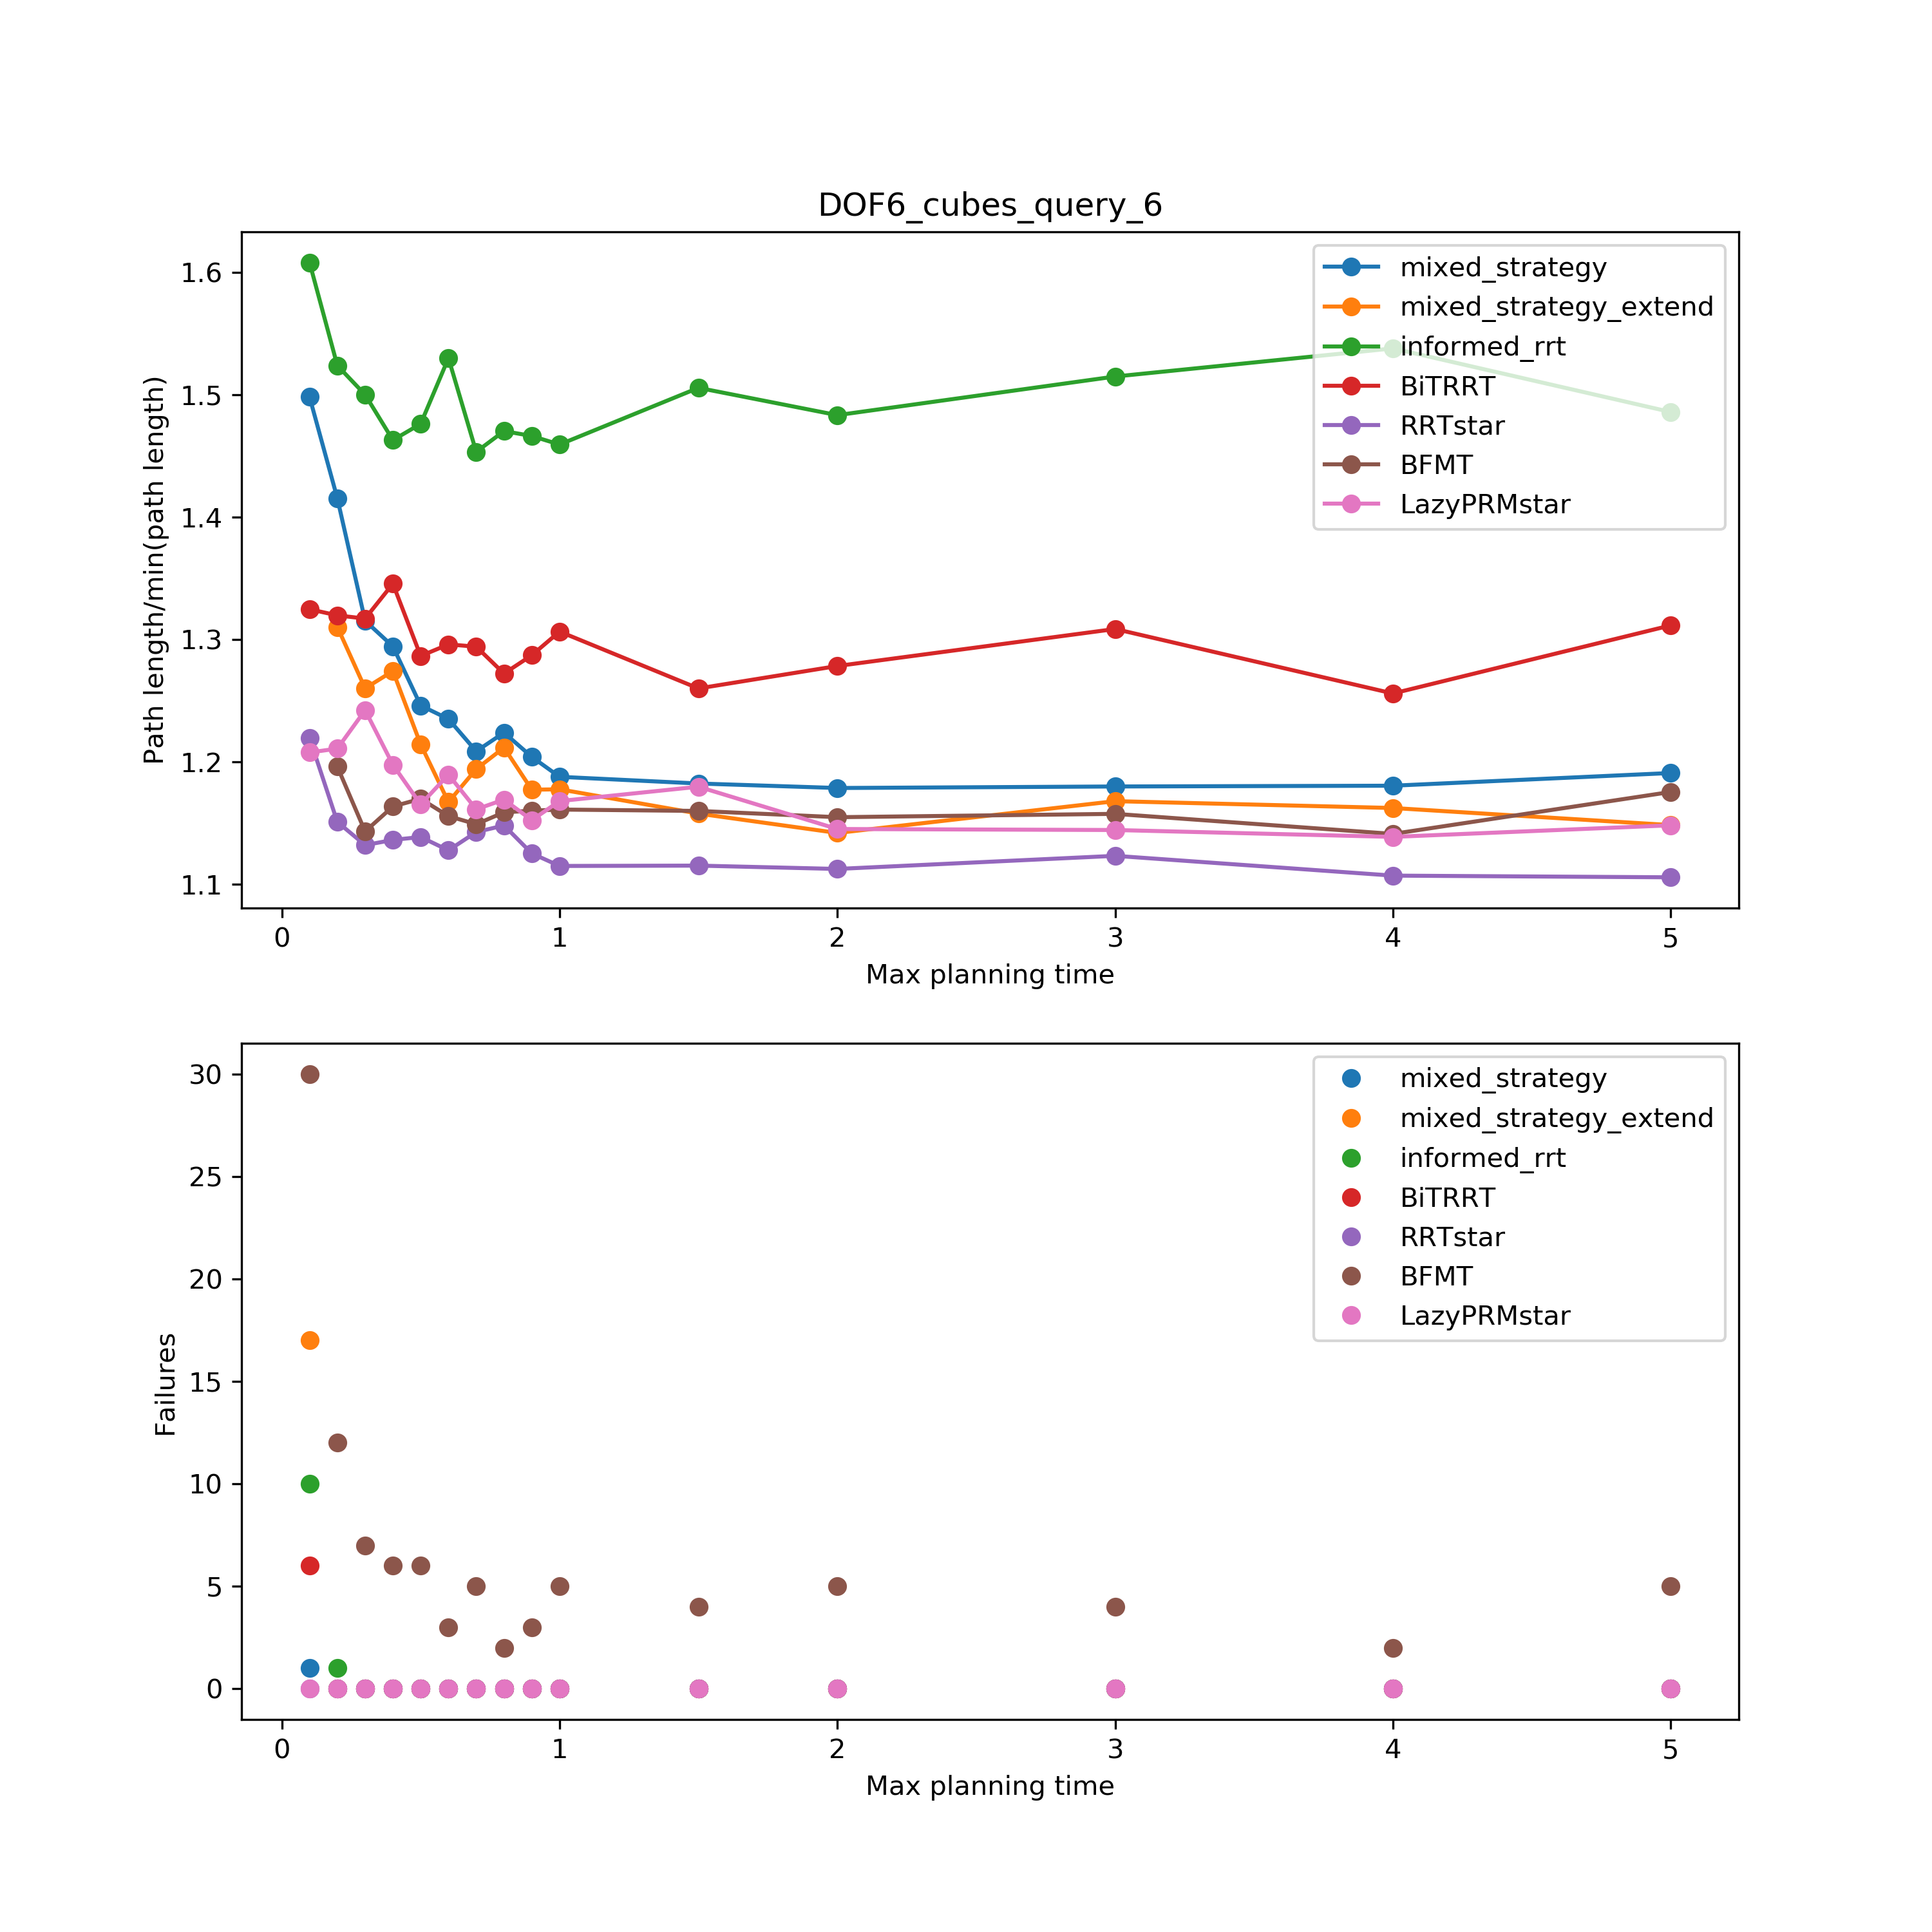 DOF6_cubes_query_6
Path length/min(path length)
1.6
1.5
1.4
1.3
1.2
1.1
mixed_strategy
mixed_strategy_extend
informed_rrt
BiTRRT
RRTstar
BFMT
LazyPRMstar
0 1 2 3 4 5
Max planning time
Failures
30
25
20
15
10
5
0
mixed_strategy
mixed_strategy_extend
informed_rrt
BiTRRT
RRTstar
BFMT
LazyPRMstar
0 1 2 3 4 5
Max planning time